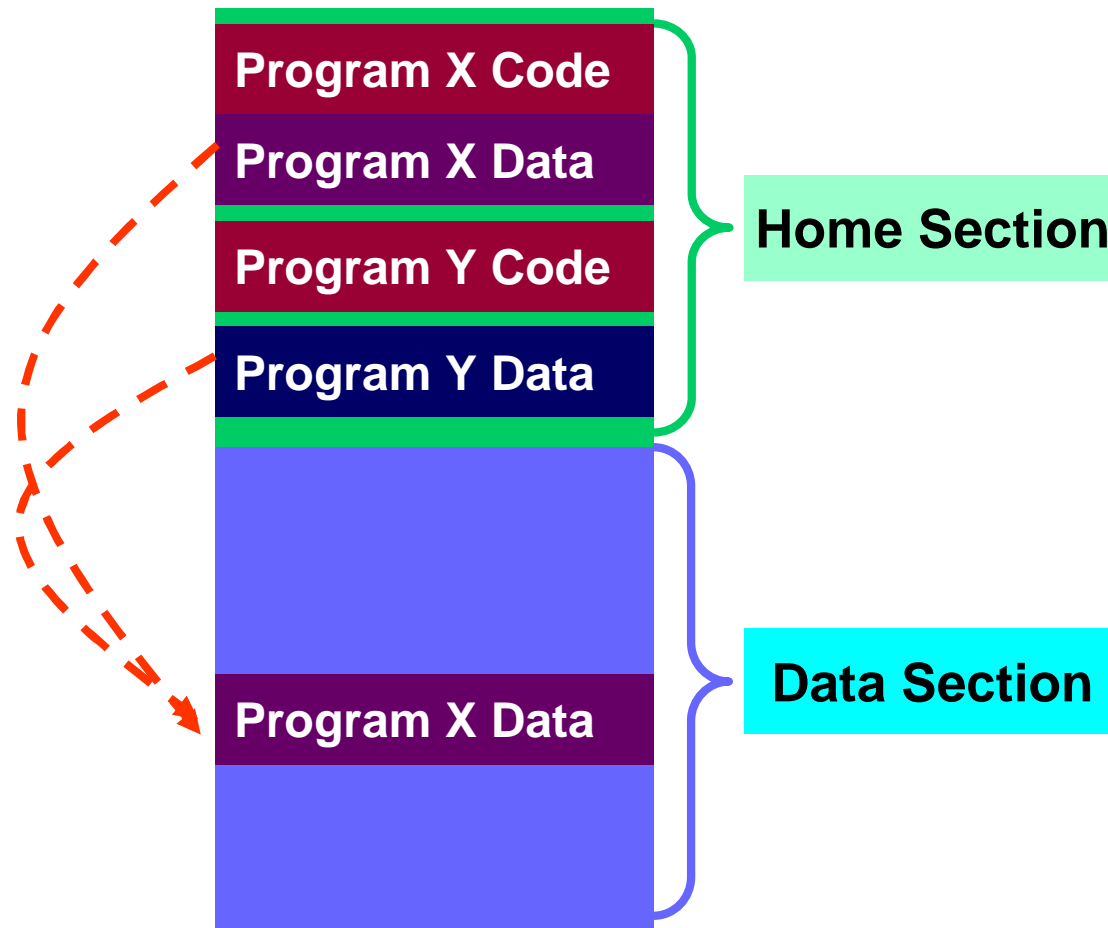 Program X Code
Program X Data
Program Y Code
Program Y Data
Home Section
Program X Data
Data Section